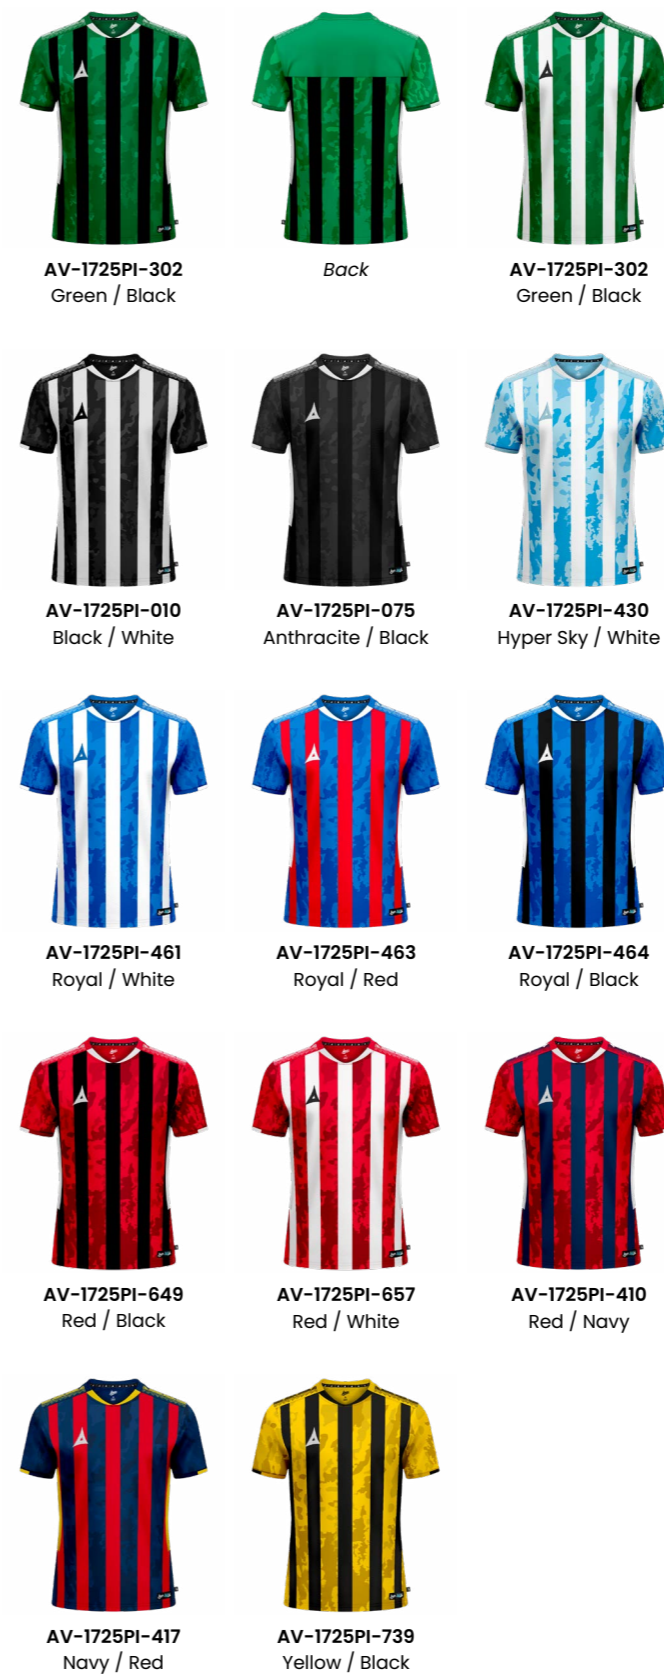 AV-1725PI-302
Green / Black
Back
AV-1725PI-302
Green / Black
AV-1725PI-010
Black / White
AV-1725PI-075
Anthracite / Black
AV-1725PI-430
Hyper Sky / White
AV-1725PI-461
Royal / White
AV-1725PI-463
Royal / Red
AV-1725PI-464
Royal / Black
AV-1725PI-649
Red / Black
AV-1725PI-657
Red / White
AV-1725PI-410
Red / Navy
AV-1725PI-417
Navy / Red
AV-1725PI-739
Yellow / Black